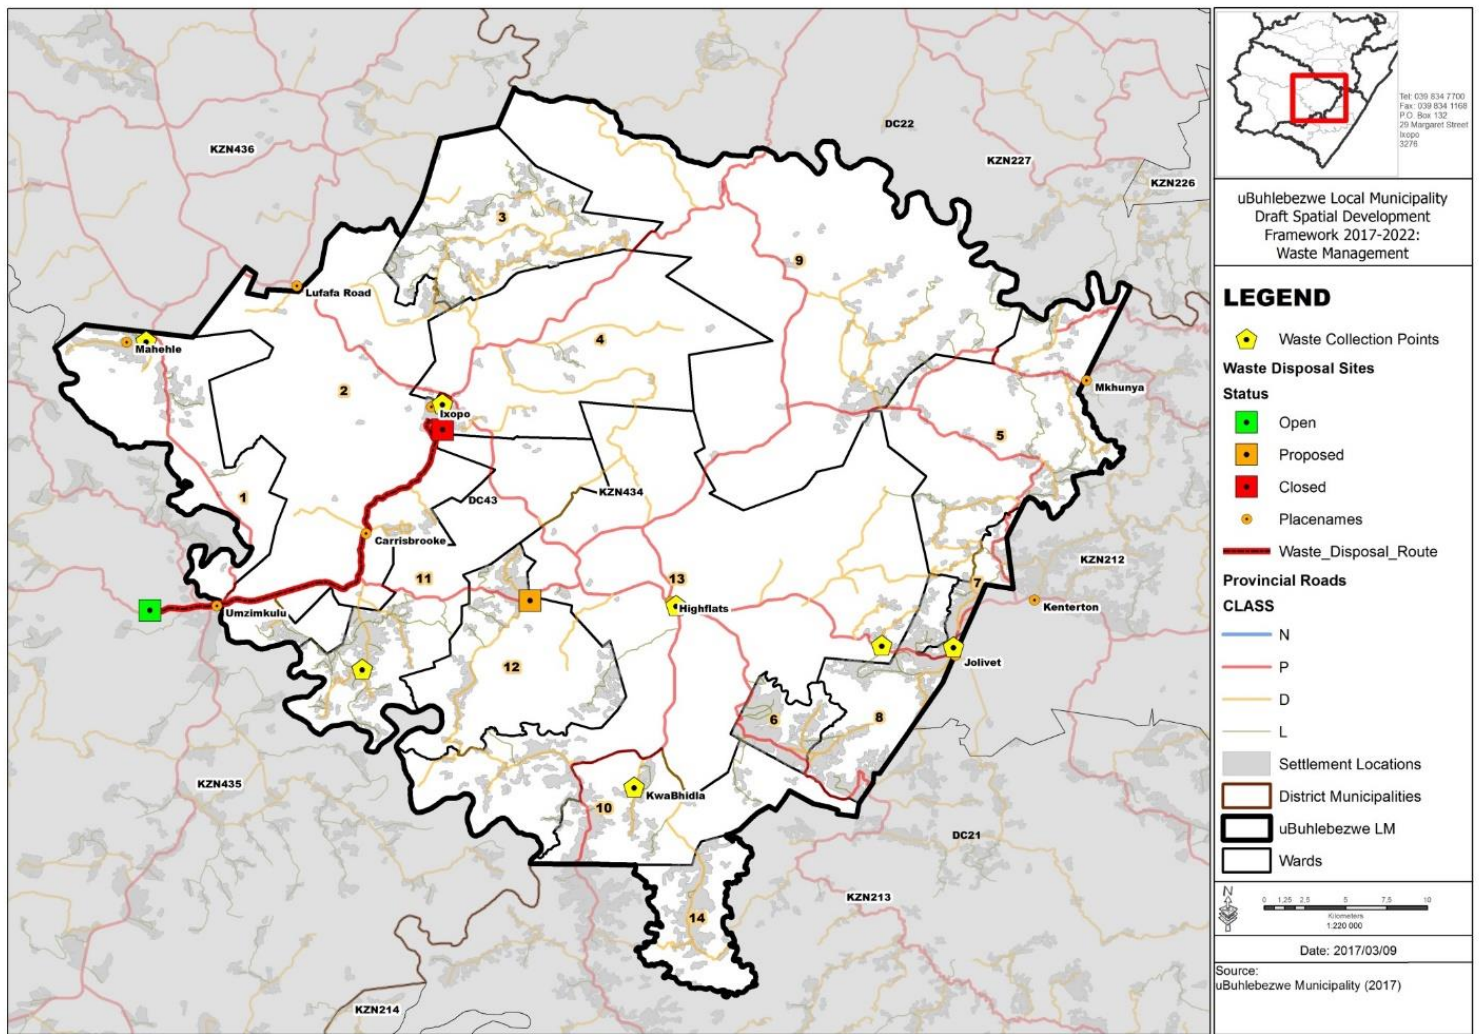 KZN436
DC22
KZN227
KZN226
3
9
Lufafa Road
Mahehle
4
2
Mkhunya
Ixopo
5
1
DC43
KZN434
Carrisbrooke
KZN212
11
13
7
Umzimkulu
Highflats
Kenterton
12
Jolivet
6
8
KZN435
10
KwaBhidla
DC21
KZN213
14
KZN214
Tel: 039 834 7700
Fax: 039 834 1168
P.O. Box 132
29 Margaret Street
Ixopo
3276
uBuhlebezwe Local Municipality
Draft Spatial Development
Framework 2017-2022:
Waste Management
LEGEND
Waste Collection Points
Waste Disposal Sites
Status
Open
Proposed
Closed
Placenames
Waste_Disposal_Route
Provincial Roads
CLASS
N
P
D
L
Settlement Locations
District Municipalities
uBuhlebezwe LM
Wards
N
0 1,25 2,5 5 7,5 10
Kilometers
1:220 000
Date: 2017/03/09
Source:
uBuhlebezwe Municipality (2017)